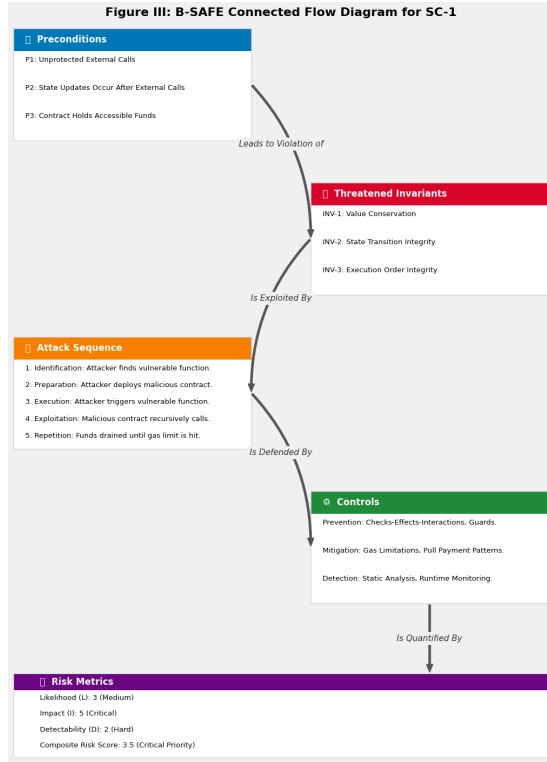 Figure III: B-SAFE Connected Flow Diagram for SC-1
Preconditions
P1: Unprotected External Calls
P2: State Updates Occur After External Calls
P3: Contract Holds Accessible Funds
Leads to Violation of
Threatened Invariants
INV-1: Value Conservation
INV-2: State Transition Integrity
INV-3: Execution Order Integrity
Is Exploited By
Attack Sequence
1. Identification: Attacker finds vulnerable function.
2. Preparation: Attacker deploys malicious contract.
3. Execution: Attacker triggers vulnerable function.
4. Exploitation: Malicious contract recursively calls.
5. Repetition: Funds drained until gas limit is hit.
Is Defended By
⚙ Controls
Prevention: Checks-Effects-Interactions, Guards.
Mitigation: Gas Limitations, Pull Payment Patterns.
Detection: Static Analysis, Runtime Monitoring.
Is Quantified By
Risk Metrics
Likelihood (L): 3 (Medium)
Impact (I): 5 (Critical)
Detectability (D): 2 (Hard)
Composite Risk Score: 3.5 (Critical Priority)